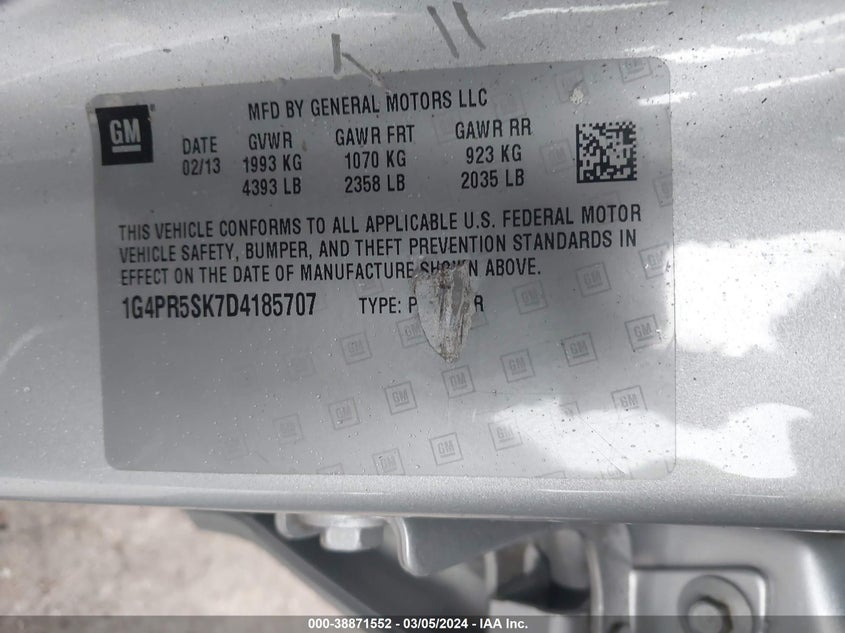 GM
MFD BY GENERAL MOTORS LLC
DATE GVWR GAWR FRT GAWR RR
02/13 1993 KG 1070 KG 923 KG
4393 LB 2358 LB 2035 LB
THIS VEHICLE CONFORMS TO ALL APPLICABLE U.S. FEDERAL MOTOR
VEHICLE SAFETY, BUMPER, AND THEFT PREVENTION STANDARDS IN
EFFECT ON THE DATE OF MANUFACTURE SHOWN ABOVE.
1G4PR5SK7D4185707 TYPE:
000-38871552 - 03/05/2024 - IAA Inc.